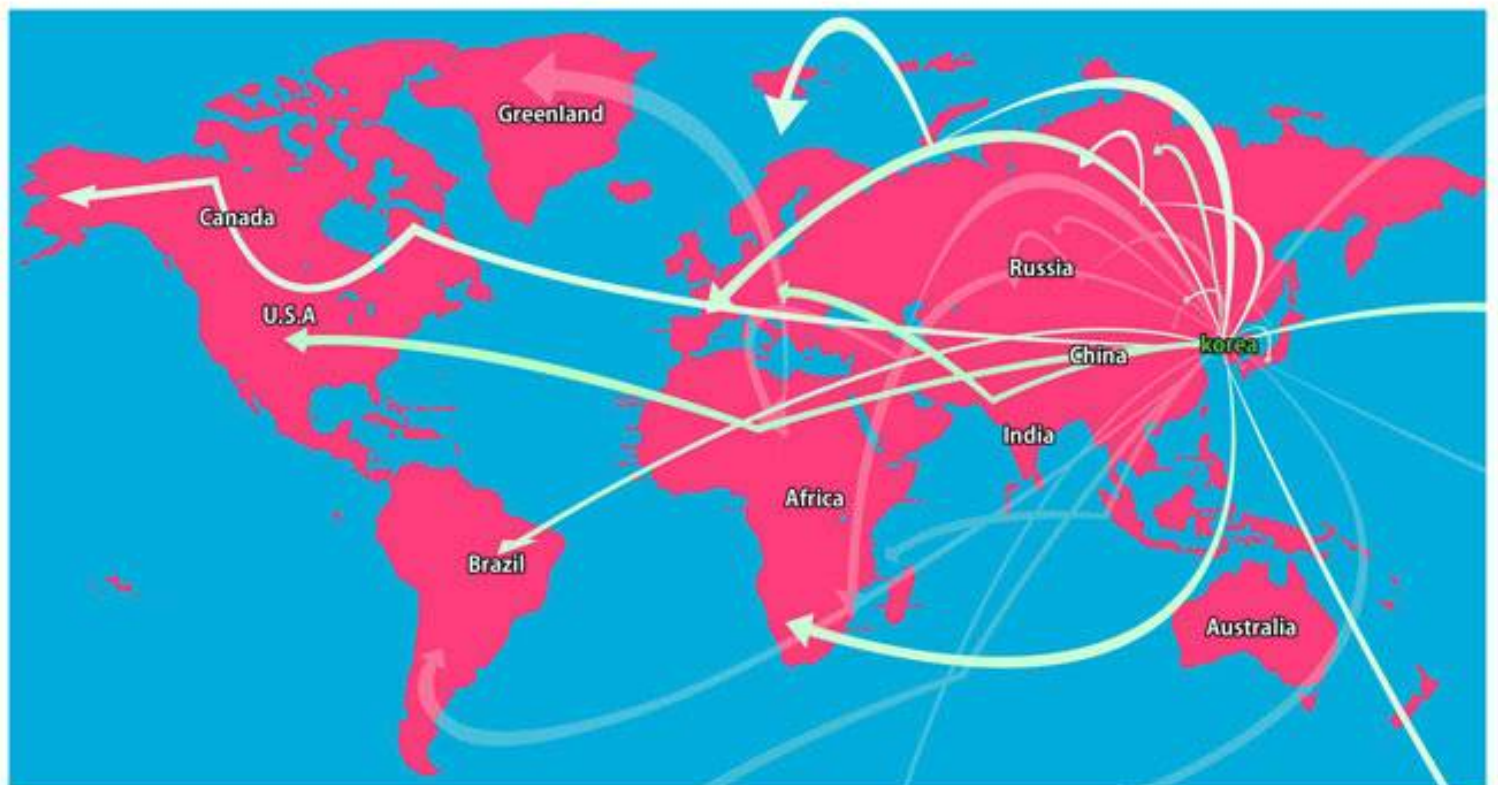 Greenland
Canada
Russia
U.S.A
korea
China
India
Africa
Brazil
Australia